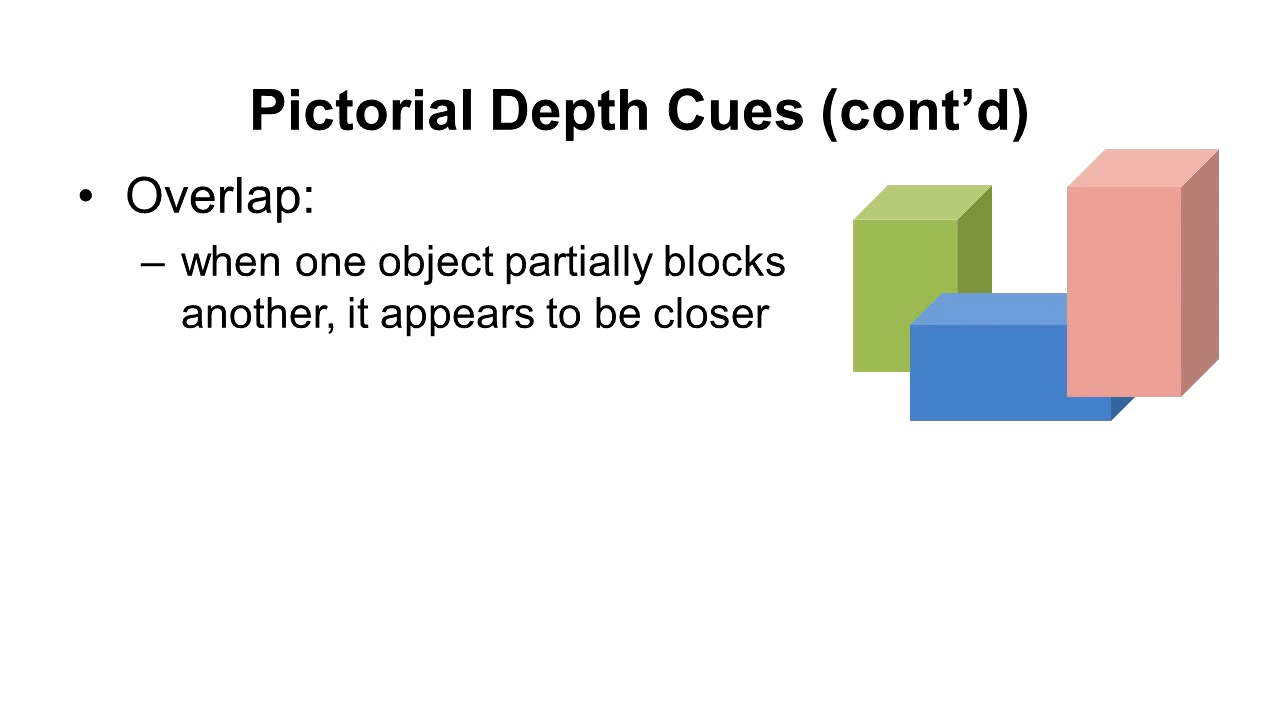 Pictorial Depth Cues (cont’d)
• Overlap:
– when one object partially blocks
another, it appears to be closer